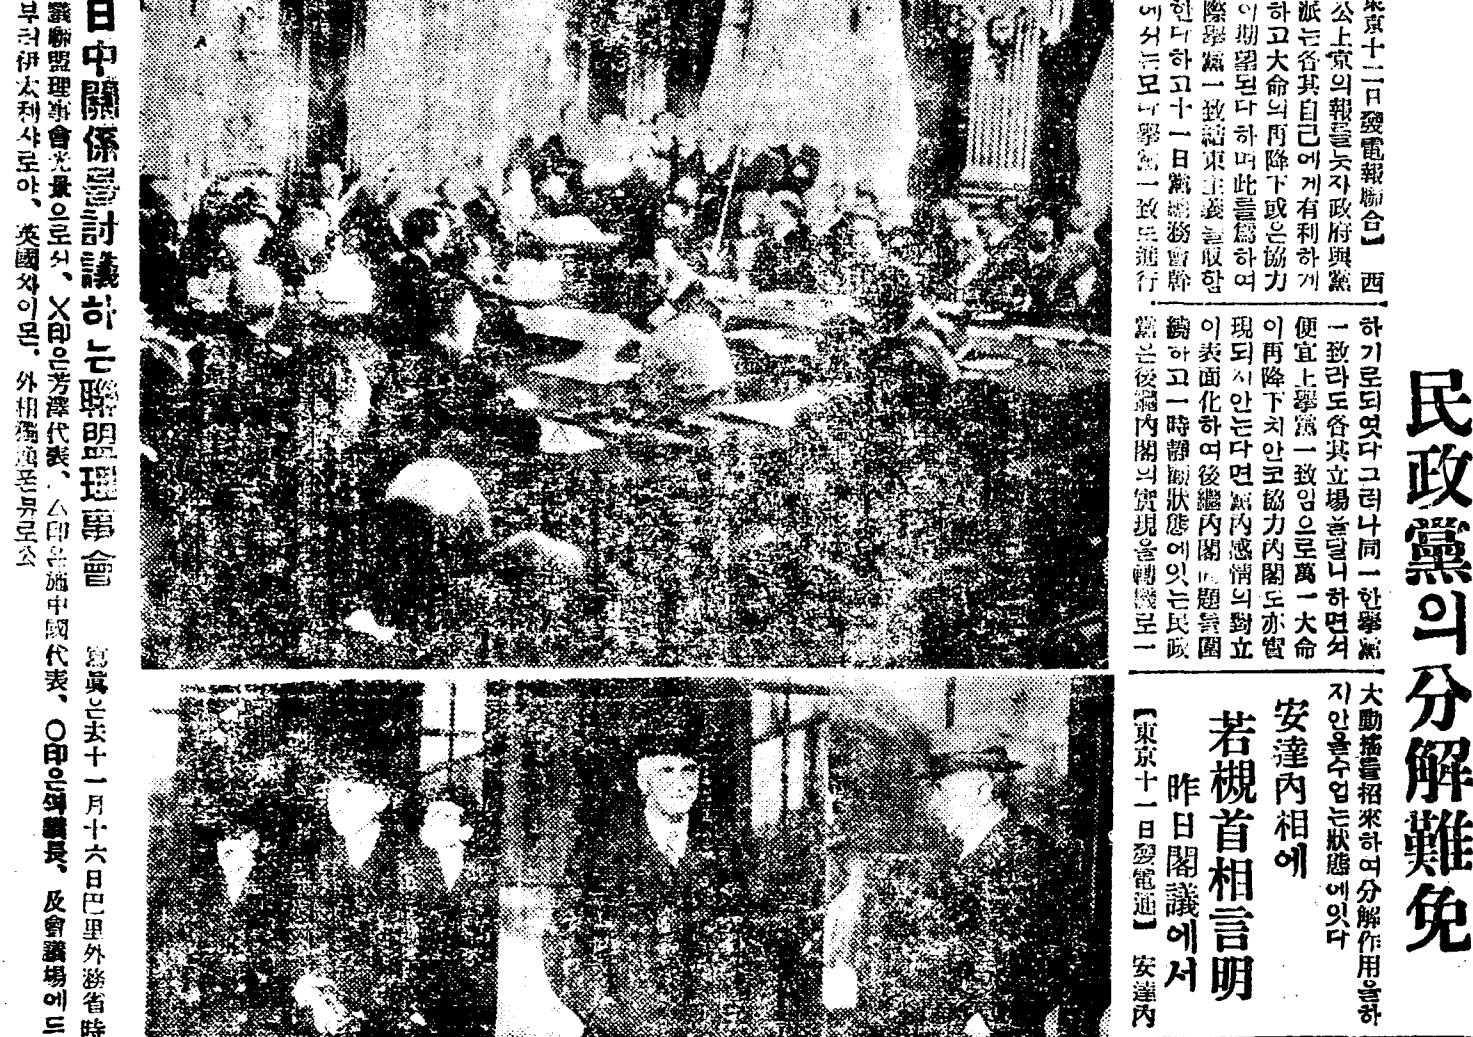 民政黨의分解難免
東京十二日發電報聯合】 西
公上京의報를듯자政府與黨
派는各其自己에게有利하게
하고大命의再降下或은協力
이期望된다하며此를爲하여
際擧黨一致結束主義를取할
한다하고十一日黨總務會幹
에서는모다擧黨一致로進行
하기로되엿다그러나同一한擧黨
一致라도各其立場을달니하면서
便宜上擧黨一致임으로萬一大命
이再降下치안코協力內閣도亦實
現되지안는다면黨內感情의對立
이表面化하여後繼內閣問題를圍
繞하고一時靜觀狀態에잇는民政
黨은後繼內閣의實現을轉機로一
大動搖를招來하여分解作用을하
지안을수업는狀態에잇다
安達內相에
若槻首相言明
昨日閣議에서
【東京十一日發電通】 安達內
日中關係를討議하는聯盟理事會
寫眞은去十一月十六日巴里外務省時
議聯盟理事會光景으로서、X印은芳澤代表、△印은施中國代表、○印은 議長、及會議場에드
부러伊太利샤로야、英國싸이몬、外相獨逸폰뷰로公